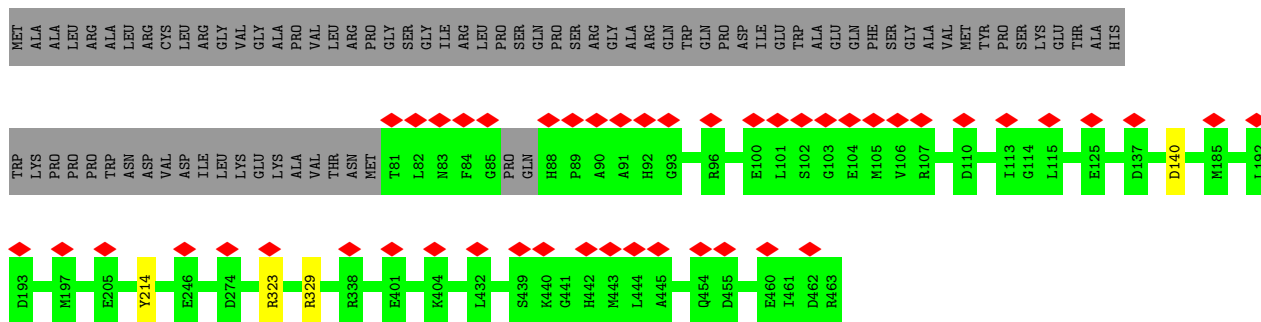 MET ALA ALA LEU ARG ALA LEU ARG CYS LEU ARG GLY VAL GLY ALA PRO VAL LEU ARG PRO GLY SER GLY ILE ARG LEU PRO SER GLN PRO SER ARG GLY ALA ARG GLN TRP GLN PRO ASP ILE GLU TRP ALA GLU GLN PHE SER GLY ALA VAL MET TYR PRO SER LYS GLU THR ALA HIS
TRP LYS PRO PRO PRO TRP ASN ASP VAL ASP ILE LEU LYS GLU LYS ALA VAL THR ASN MET T81 L82 N83 F84 G85 PRO GLN H88 P89 A90 A91 H92 G93 R96 E100 L101 S102 G103 E104 M105 V106 R107 D110 I113 G114 L115 E125 D137 D140 M185 L192
D193 M197 E205 Y214 E246 D274 R323 R329 R338 E401 K404 L432 S439 K440 G441 H442 M443 L444 A445 Q454 D455 E460 I461 D462 R463